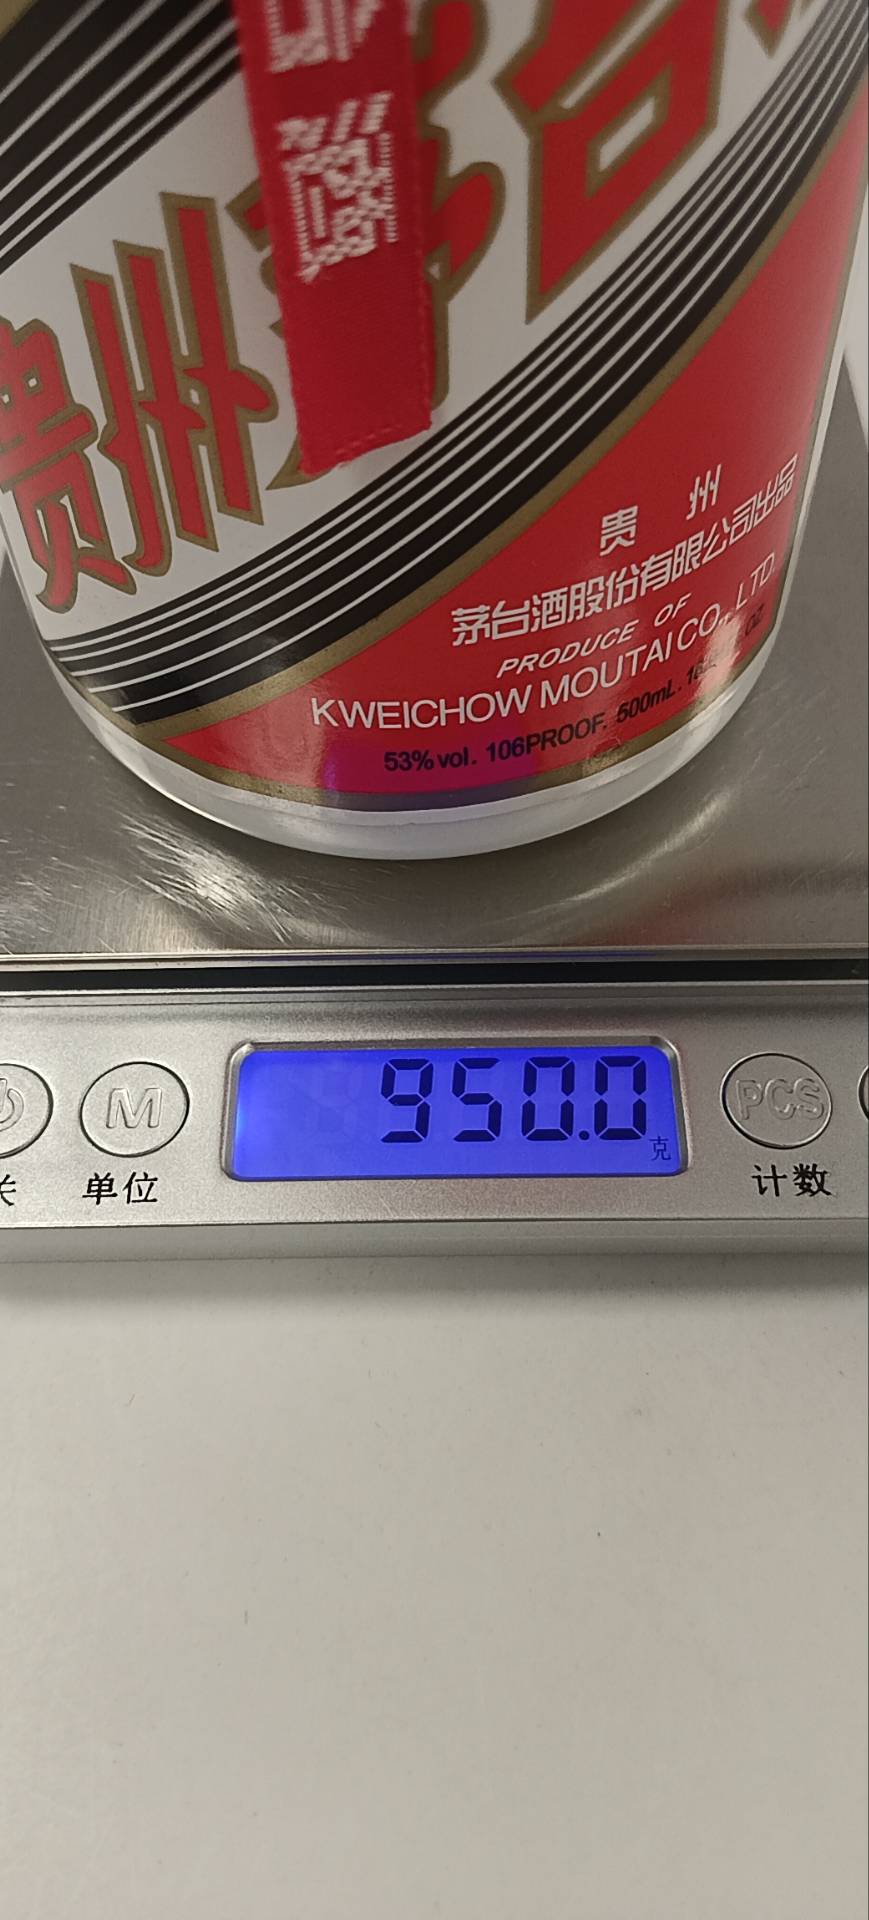 贵州茅台
贵州
茅台酒股份有限公司出品
PRODUCE OF
KWEICHOW MOUTAI CO., LTD.
53%vol. 106PROOF. 500mL.
950.0
克
M
PCS
单位
计数